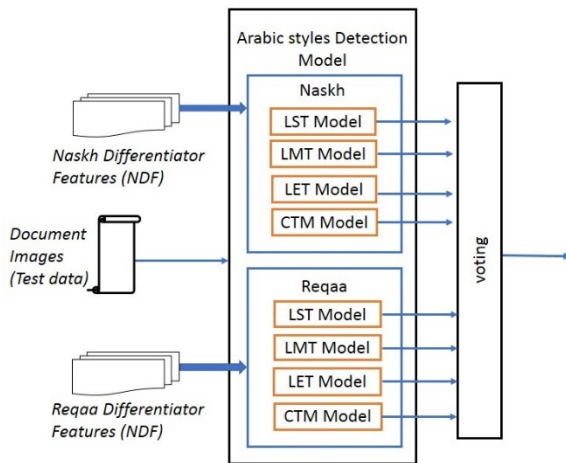 Arabic styles Detection
Model
Naskh
LST Model
LMT Model
LET Model
CTM Model
Naskh Differentiator
Features (NDF)
Document
Images
(Test data)
Reqaa
LST Model
LMT Model
LET Model
CTM Model
Reqaa Differentiator
Features (NDF)
voting